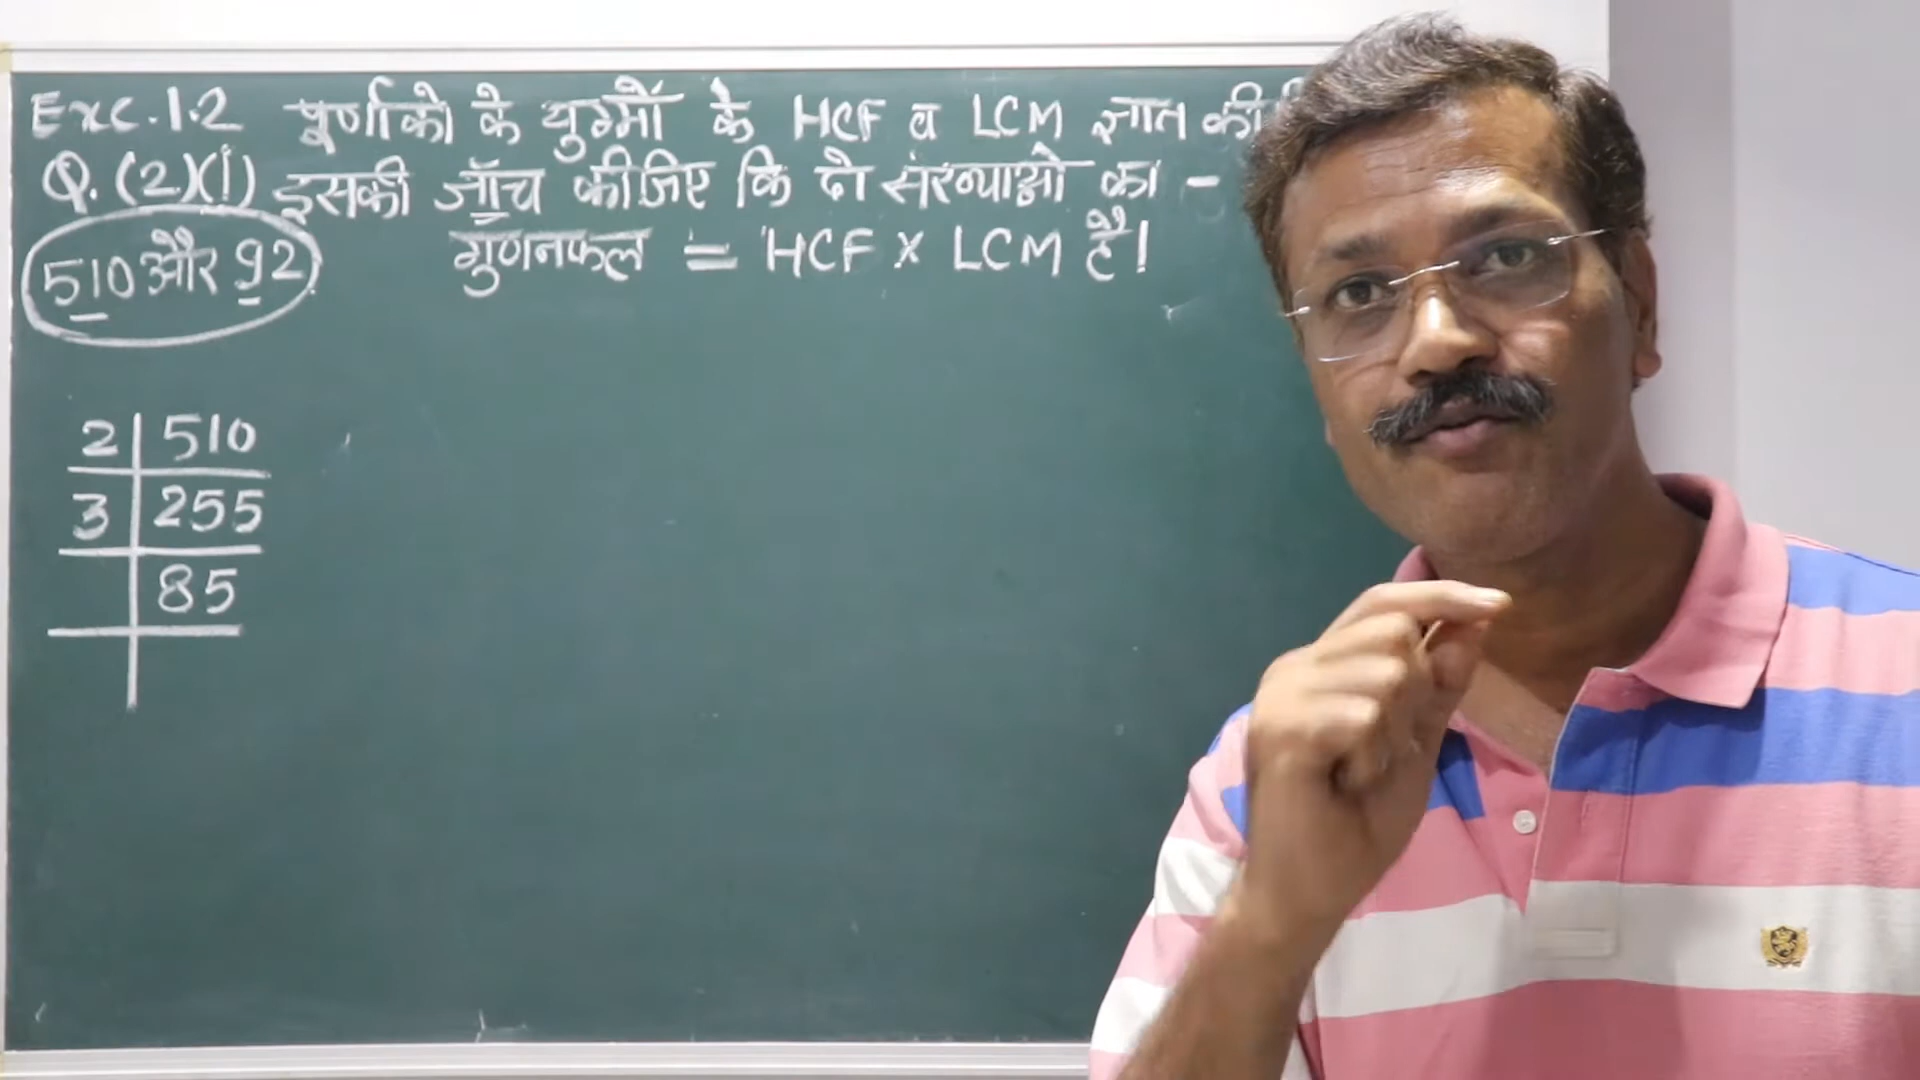 Exc. 1.2 पूर्णांको के युग्मों के HCF व LCM ज्ञात
Q. (2)(i) इसकी जाँच कीजिए कि दो संख्याओ का -
510 और 92 गुणनफल = HCF x LCM है!
2 510
3 255
85